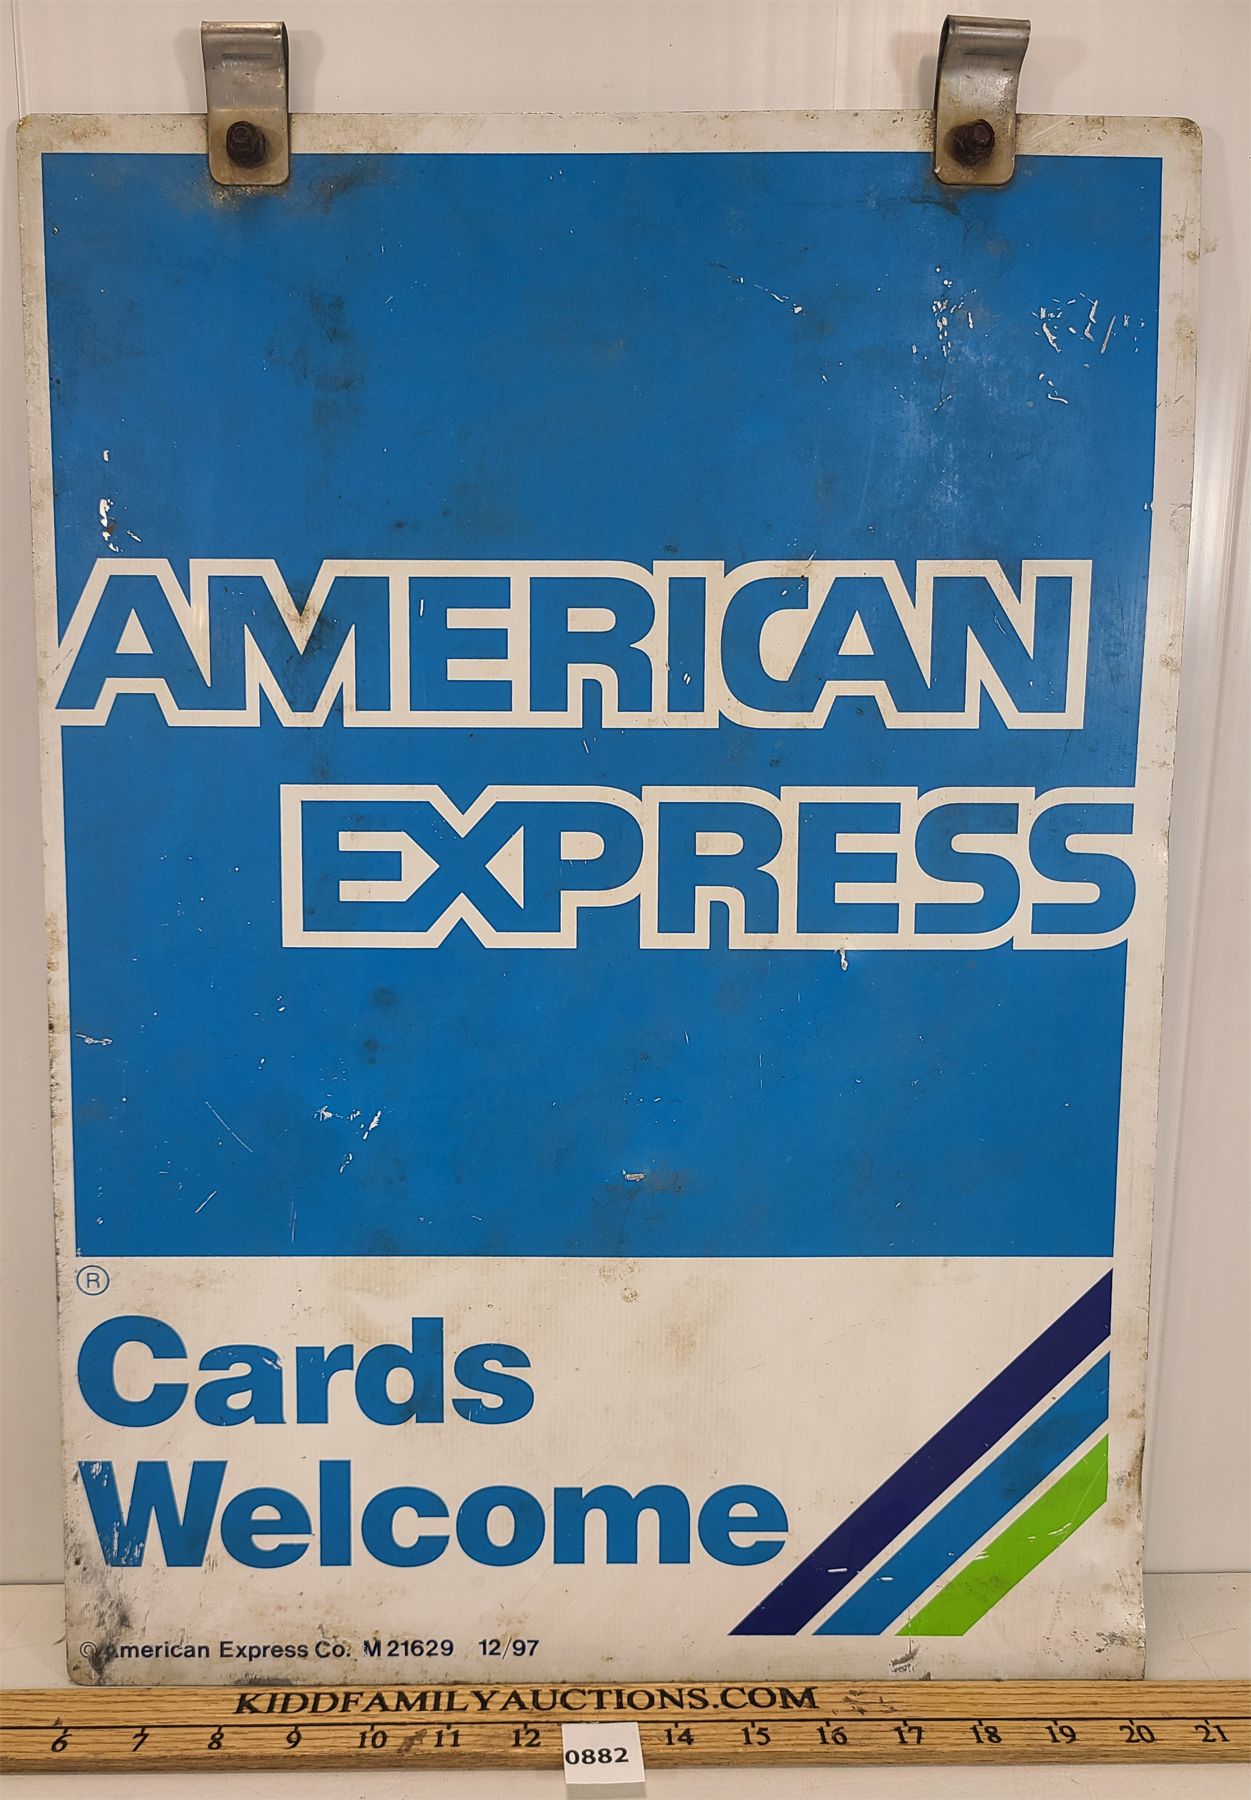 AMERICAN
EXPRESS
®
Cards
Welcome
© American Express Co. M 21629 12/97
KIDDFAMILYAUCTIONS.COM
6 7 8 9 10 11 12 14 15 16 17 18 19 20 21
0882